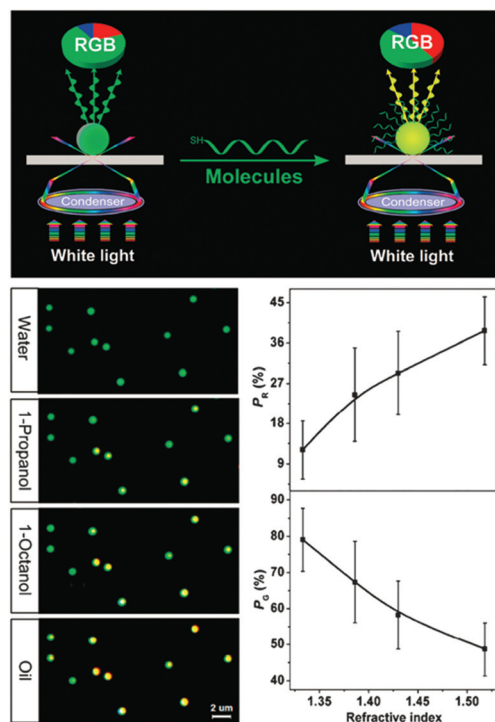 RGB
RGB
SH
Molecules
Condenser
Condenser
White light
White light
Water
1-Propanol
1-Octanol
Oil
2 um
45
36
27
18
9
P_R (%)
90
80
70
60
50
40
P_G (%)
1.35
1.40
1.45
1.50
Refractive index